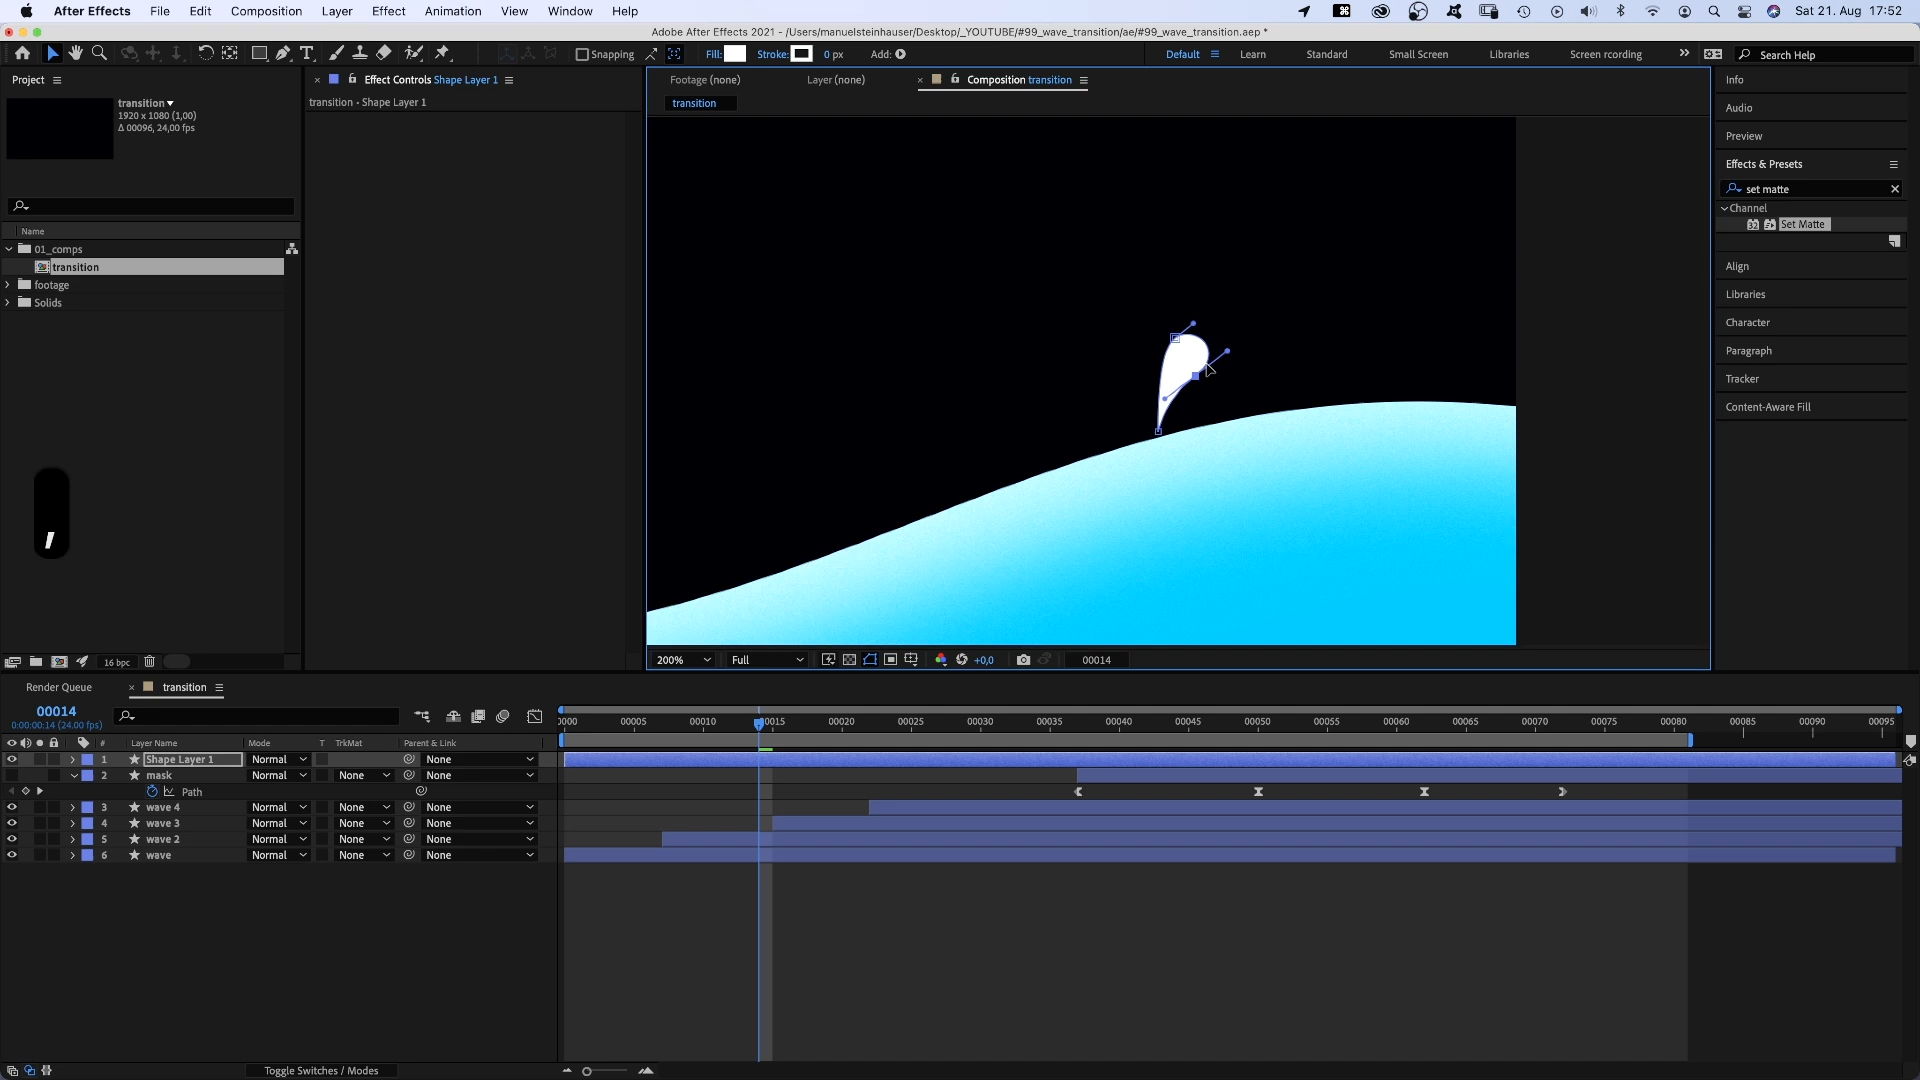 After Effects File Edit Composition Layer Effect Animation View Window Help Sat 21. Aug 17:52
Adobe After Effects 2021 - /Users/manuelsteinhauser/Desktop/_YOUTUBE/#99_wave_transition/ae/#99_wave_transition.aep *
Snapping Fill: Stroke: 0 px Add: Default Learn Standard Small Screen Libraries Screen rcording Search Help
Project
transition
1920 x 1080 (1,00)
Δ 00096, 24,00 fps
Name
01_comps
transition
footage
Solids
16 bpc
Effect Controls Shape Layer 1
transition • Shape Layer 1
Footage (none) Layer (none) Composition transition
transition
,
200% Full +0,0 00014
Info
Audio
Preview
Effects & Presets
set matte
Channel
32 Set Matte
Align
Libraries
Character
Paragraph
Tracker
Content-Aware Fill
Render Queue transition
00014
0:00:00:14 (24.00 fps)
0000 00005 00010 00015 00020 00025 00030 00035 00040 00045 00050 00055 00060 00065 00070 00075 00080 00085 00090 00095
# Layer Name Mode T TrkMat Parent & Link
1 Shape Layer 1 Normal None
2 mask Normal None None
Path
3 wave 4 Normal None None
4 wave 3 Normal None None
5 wave 2 Normal None None
6 wave Normal None None
Toggle Switches / Modes